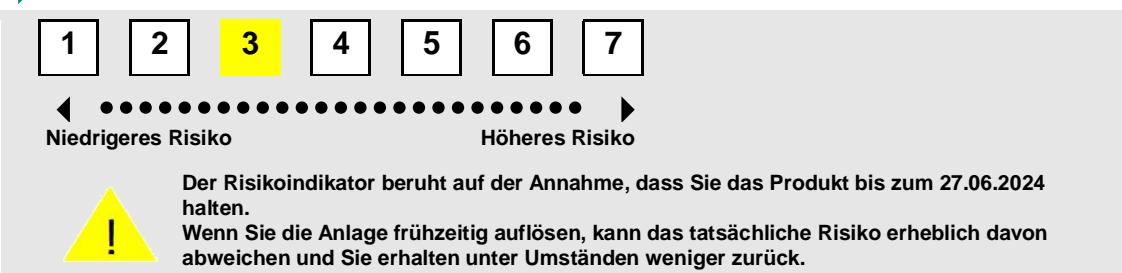 1 2 3 4 5 6 7
Niedrigeres Risiko Höheres Risiko
Der Risikoindikator beruht auf der Annahme, dass Sie das Produkt bis zum 27.06.2024
halten.
Wenn Sie die Anlage frühzeitig auflösen, kann das tatsächliche Risiko erheblich davon
abweichen und Sie erhalten unter Umständen weniger zurück.
!